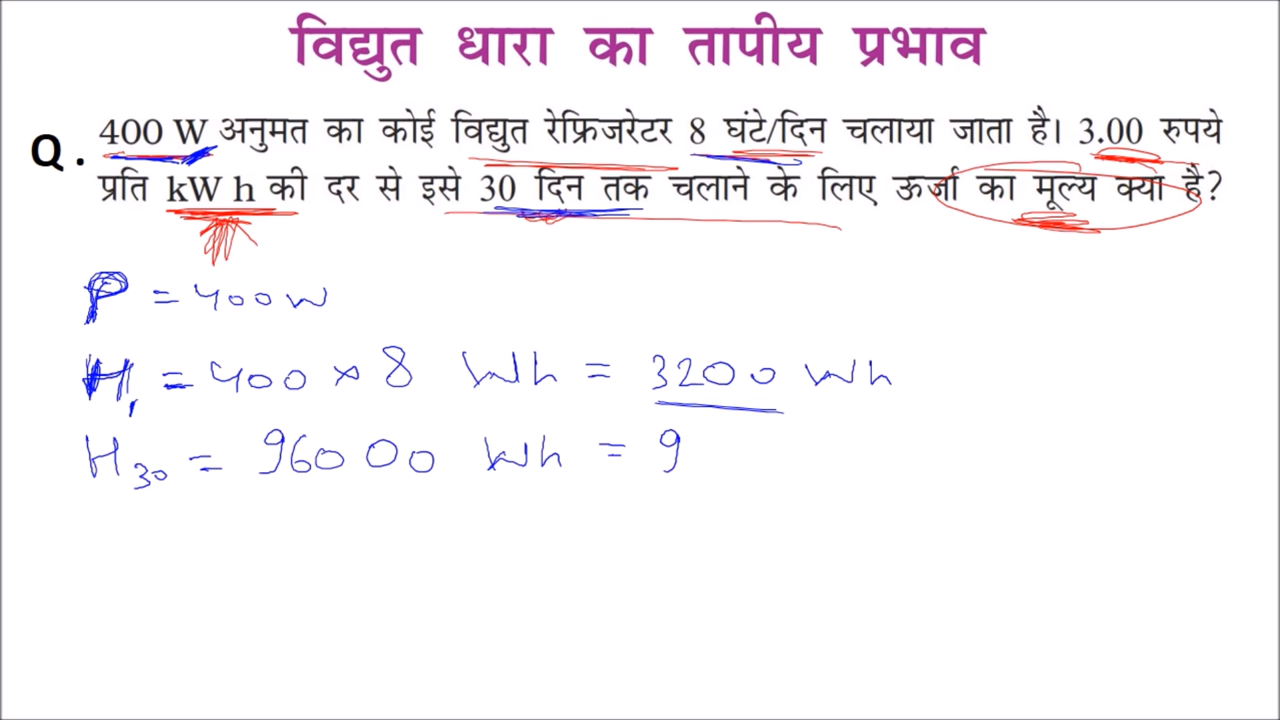 विद्युत धारा का तापीय प्रभाव
Q. 400 W अनुमत का कोई विद्युत रेफ्रिजरेटर 8 घंटे/दिन चलाया जाता है। 3.00 रुपये
प्रति kW h की दर से इसे 30 दिन तक चलाने के लिए ऊर्जा का मूल्य क्या है?
P = 400 W
H₁ = 400 × 8 Wh = 3200 Wh
H₃₀ = 96000 Wh = 9